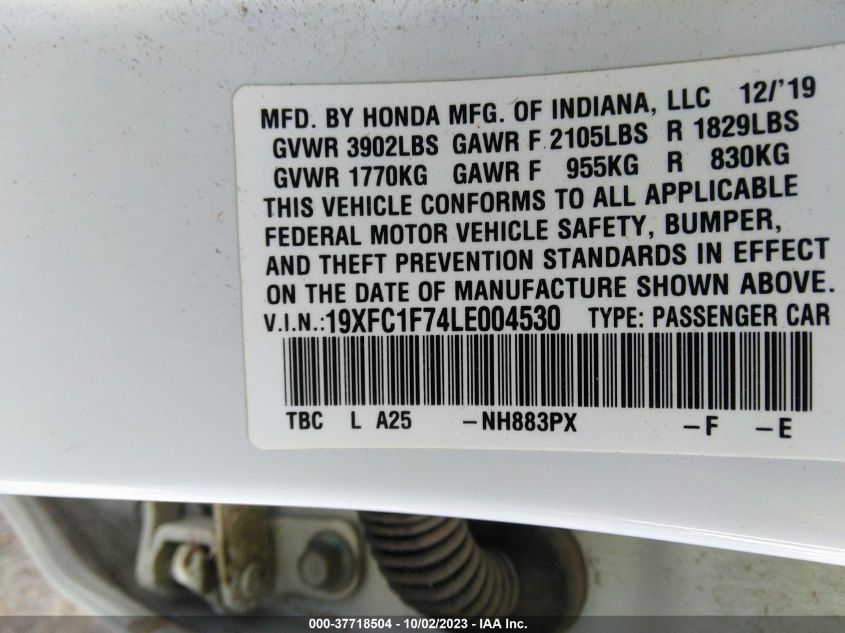 MFD. BY HONDA MFG. OF INDIANA, LLC 12/'19
GVWR 3902LBS GAWR F 2105LBS R 1829LBS
GVWR 1770KG GAWR F 955KG R 830KG
THIS VEHICLE CONFORMS TO ALL APPLICABLE
FEDERAL MOTOR VEHICLE SAFETY, BUMPER,
AND THEFT PREVENTION STANDARDS IN EFFECT
ON THE DATE OF MANUFACTURE SHOWN ABOVE.
V.I.N.:19XFC1F74LE004530 TYPE: PASSENGER CAR
TBC L A25 -NH883PX -F -E
000-37718504 - 10/02/2023 - IAA Inc.